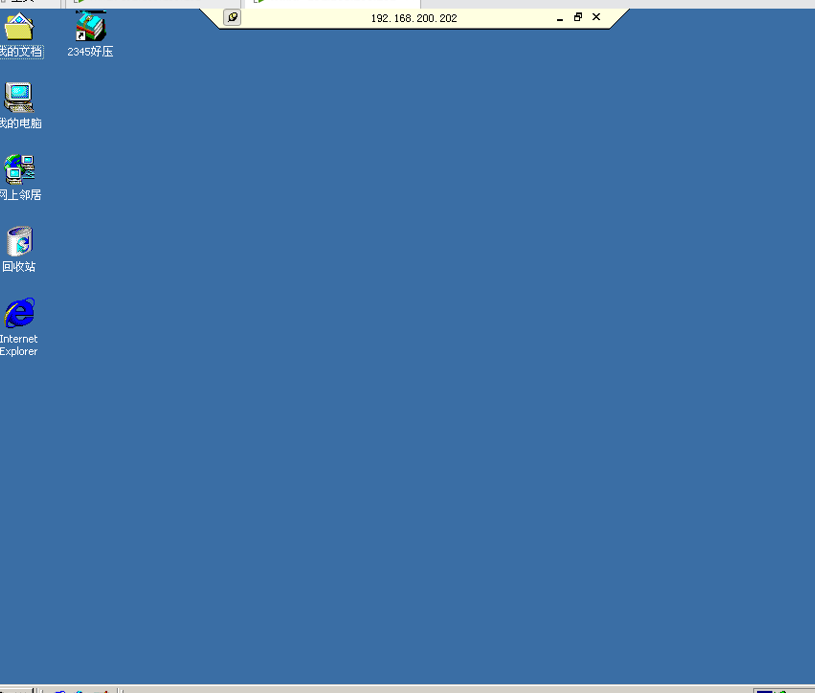 192.168.200.202
我的文档
2345好压
我的电脑
网上邻居
回收站
Internet
Explorer